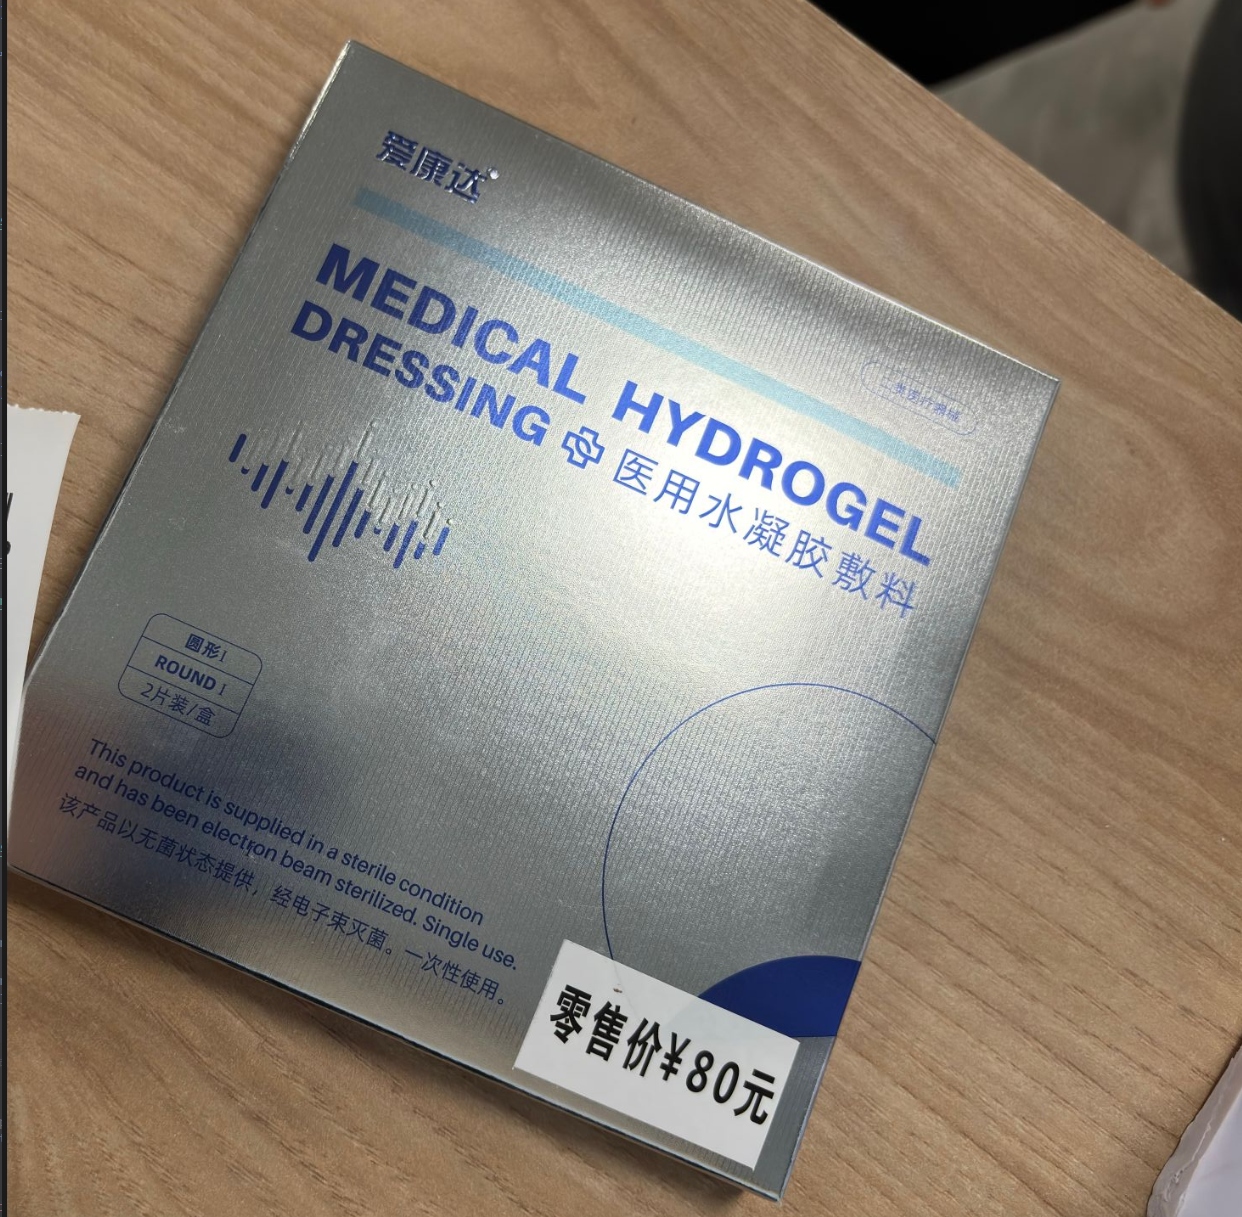 爱康达
MEDICAL HYDROGEL
DRESSING 医用水凝胶敷料
圆形I
ROUND I
2片装/盒
This product is supplied in a sterile condition
and has been electron beam sterilized. Single use.
该产品以无菌状态提供，经电子束灭菌。一次性使用。
零售价¥80元